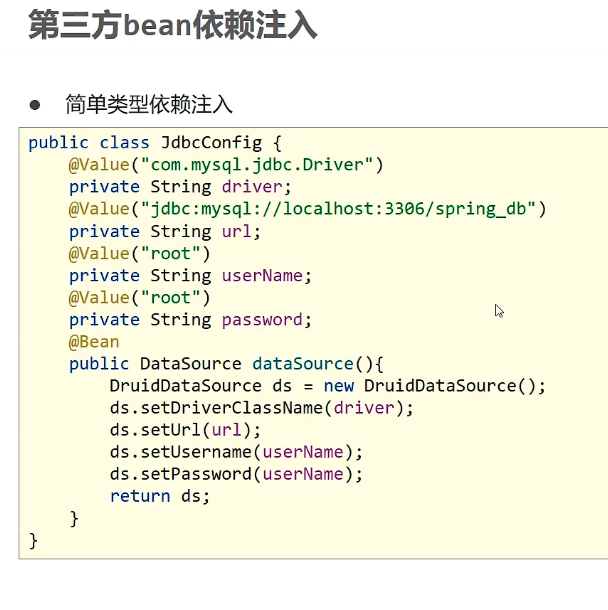 第三方bean依赖注入
● 简单类型依赖注入
public class JdbcConfig {
    @Value("com.mysql.jdbc.Driver")
    private String driver;
    @Value("jdbc:mysql://localhost:3306/spring_db")
    private String url;
    @Value("root")
    private String userName;
    @Value("root")
    private String password;
    @Bean
    public DataSource dataSource(){
        DruidDataSource ds = new DruidDataSource();
        ds.setDriverClassName(driver);
        ds.setUrl(url);
        ds.setUsername(userName);
        ds.setPassword(userName);
        return ds;
    }
}